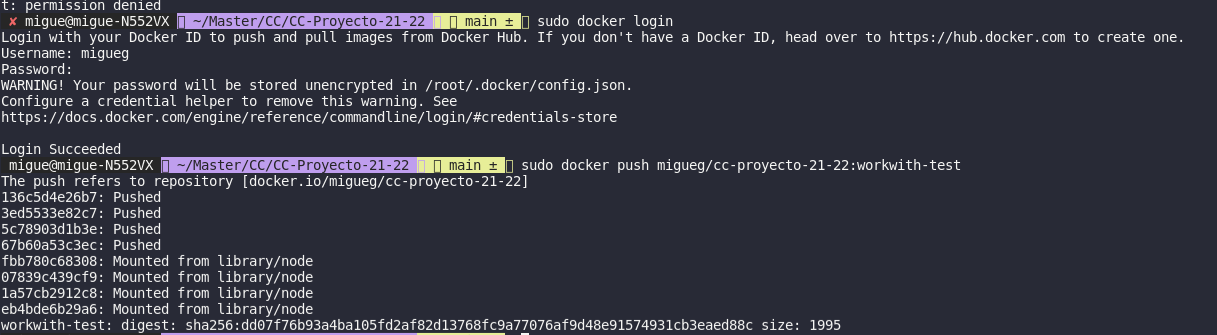 t: permission denied
✘ migue@migue-N552VX ~/Master/CC/CC-Proyecto-21-22 main ± sudo docker login
Login with your Docker ID to push and pull images from Docker Hub. If you don't have a Docker ID, head over to https://hub.docker.com to create one.
Username: migueg
Password:
WARNING! Your password will be stored unencrypted in /root/.docker/config.json.
Configure a credential helper to remove this warning. See
https://docs.docker.com/engine/reference/commandline/login/#credentials-store
Login Succeeded
migue@migue-N552VX ~/Master/CC/CC-Proyecto-21-22 main ± sudo docker push migueg/cc-proyecto-21-22:workwith-test
The push refers to repository [docker.io/migueg/cc-proyecto-21-22]
136c5d4e26b7: Pushed
3ed5533e82c7: Pushed
5c78903d1b3e: Pushed
67b60a53c3ec: Pushed
fbb780c68308: Mounted from library/node
07839c439cf9: Mounted from library/node
1a57cb2912c8: Mounted from library/node
eb4bde6b29a6: Mounted from library/node
workwith-test: digest: sha256:dd07f76b93a4ba105fd2af82d13768fc9a77076af9d48e91574931cb3eaed88c size: 1995